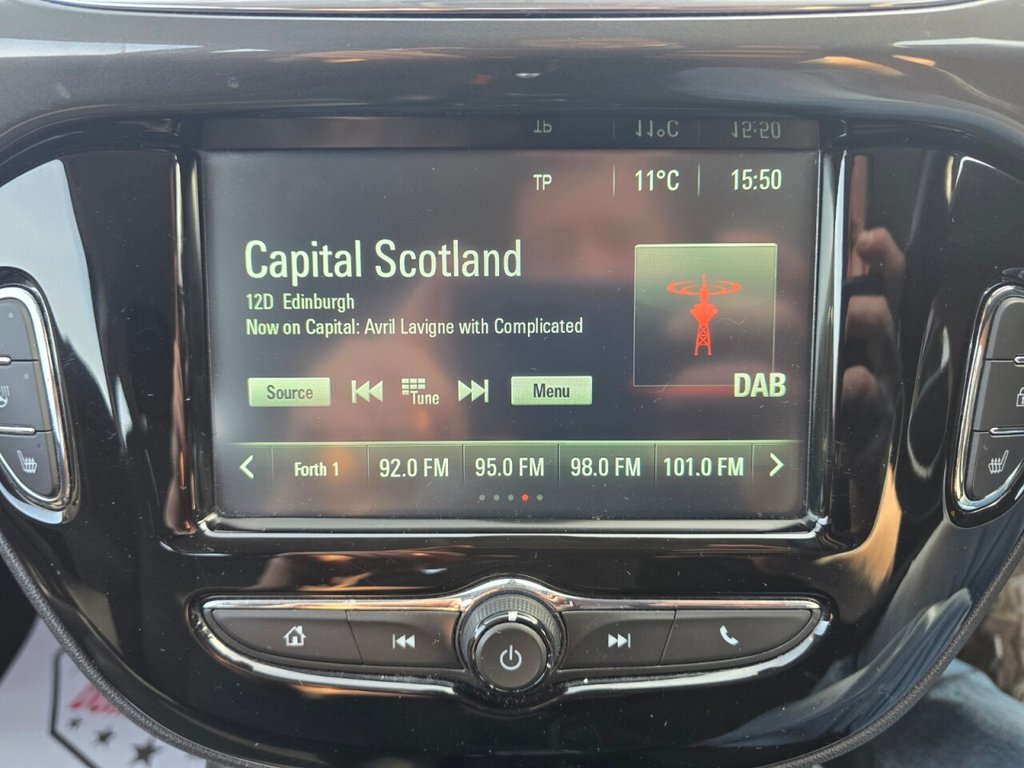 TP 11°C 15:50
Capital Scotland
12D Edinburgh
Now on Capital: Avril Lavigne with Complicated
Source Tune Menu
DAB
Forth 1 92.0 FM 95.0 FM 98.0 FM 101.0 FM